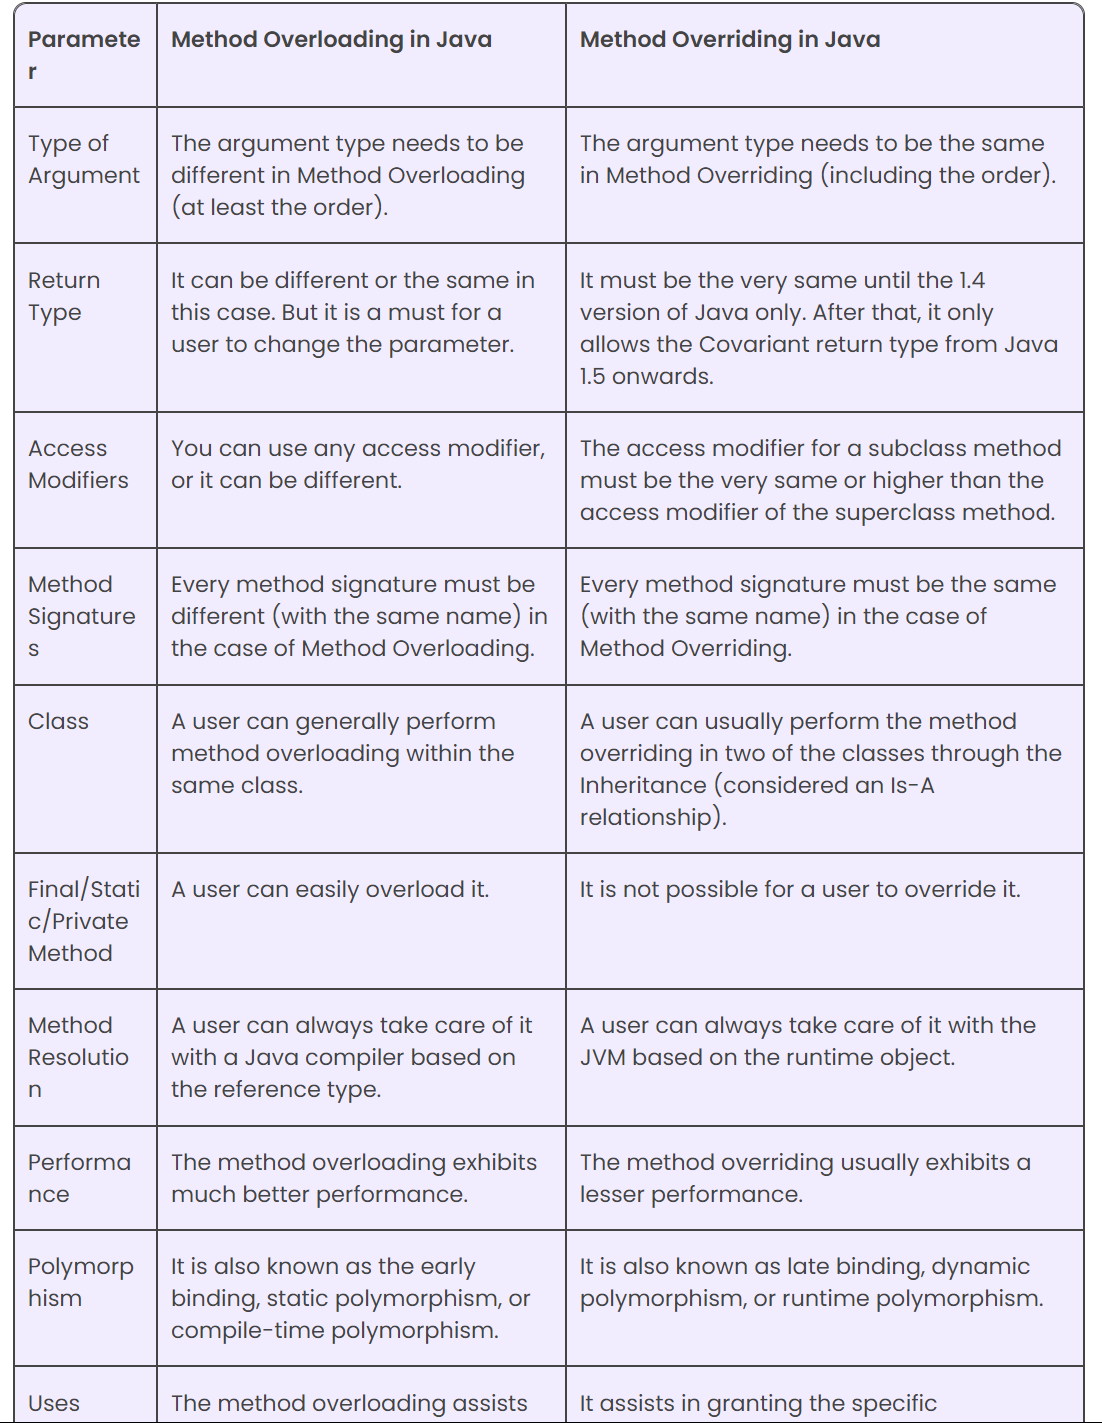 Paramete
r
Method Overloading in Java
Method Overriding in Java
Type of
Argument
The argument type needs to be
different in Method Overloading
(at least the order).
The argument type needs to be the same
in Method Overriding (including the order).
Return
Type
It can be different or the same in
this case. But it is a must for a
user to change the parameter.
It must be the very same until the 1.4
version of Java only. After that, it only
allows the Covariant return type from Java
1.5 onwards.
Access
Modifiers
You can use any access modifier,
or it can be different.
The access modifier for a subclass method
must be the very same or higher than the
access modifier of the superclass method.
Method
Signature
s
Every method signature must be
different (with the same name) in
the case of Method Overloading.
Every method signature must be the same
(with the same name) in the case of
Method Overriding.
Class
A user can generally perform
method overloading within the
same class.
A user can usually perform the method
overriding in two of the classes through the
Inheritance (considered an Is-A
relationship).
Final/Stati
c/Private
Method
A user can easily overload it.
It is not possible for a user to override it.
Method
Resolutio
n
A user can always take care of it
with a Java compiler based on
the reference type.
A user can always take care of it with the
JVM based on the runtime object.
Performa
nce
The method overloading exhibits
much better performance.
The method overriding usually exhibits a
lesser performance.
Polymorp
hism
It is also known as the early
binding, static polymorphism, or
compile-time polymorphism.
It is also known as late binding, dynamic
polymorphism, or runtime polymorphism.
Uses
The method overloading assists
It assists in granting the specific